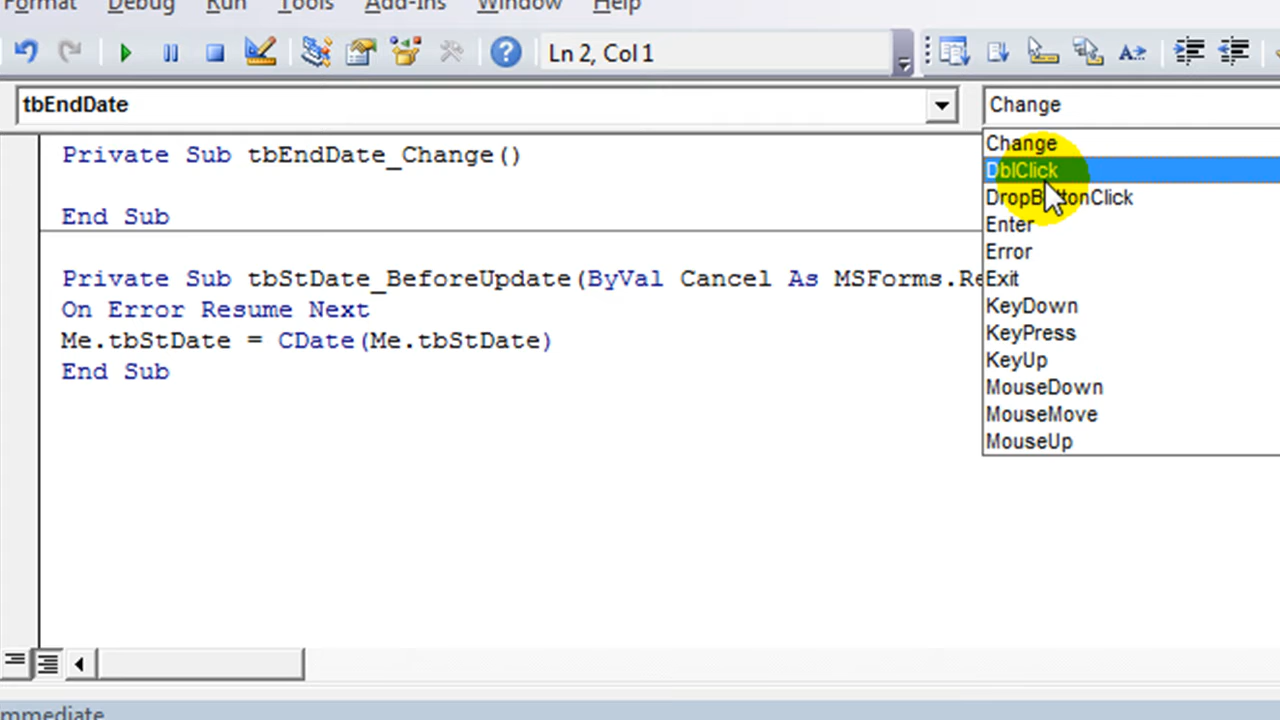 Format Debug Run Tools Add-Ins Window Help
Ln 2, Col 1
tbEndDate
Change
Private Sub tbEndDate_Change()
End Sub
Private Sub tbStDate_BeforeUpdate(ByVal Cancel As MSForms.Re
On Error Resume Next
Me.tbStDate = CDate(Me.tbStDate)
End Sub
Change
DblClick
DropButtonClick
Enter
Error
Exit
KeyDown
KeyPress
KeyUp
MouseDown
MouseMove
MouseUp
mmediate